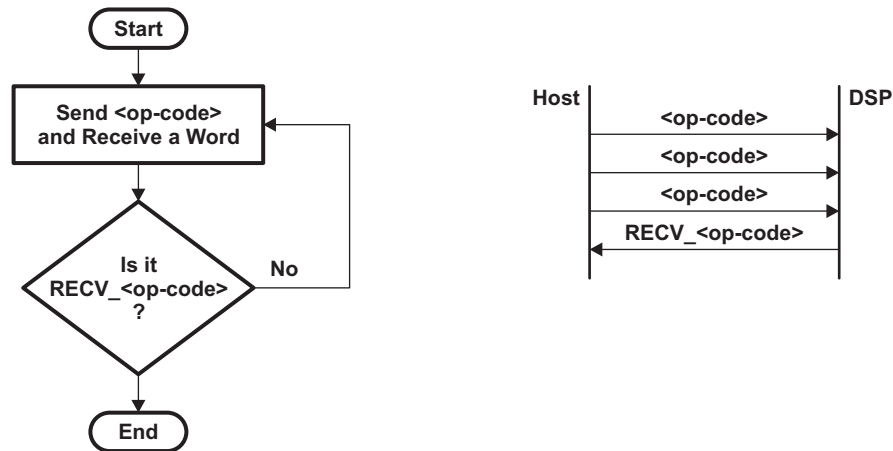 Start
Send <op-code>
and Receive a Word
Is it
RECV_<op-code>
?
No
End
Host
DSP
<op-code>
<op-code>
<op-code>
RECV_<op-code>